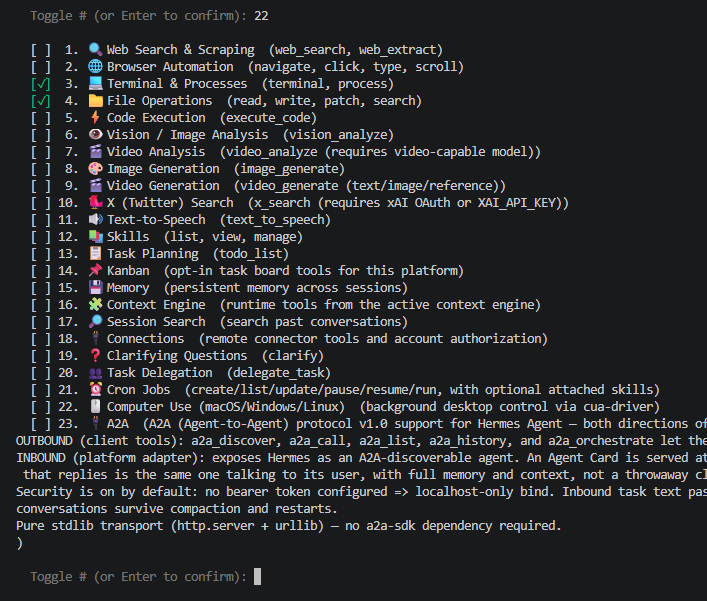 Toggle # (or Enter to confirm): 22
[ ] 1. Web Search & Scraping (web_search, web_extract)
[ ] 2. Browser Automation (navigate, click, type, scroll)
[✓] 3. Terminal & Processes (terminal, process)
[✓] 4. File Operations (read, write, patch, search)
[ ] 5. Code Execution (execute_code)
[ ] 6. Vision / Image Analysis (vision_analyze)
[ ] 7. Video Analysis (video_analyze (requires video-capable model))
[ ] 8. Image Generation (image_generate)
[ ] 9. Video Generation (video_generate (text/image/reference))
[ ] 10. X (Twitter) Search (x_search (requires xAI OAuth or XAI_API_KEY))
[ ] 11. Text-to-Speech (text_to_speech)
[ ] 12. Skills (list, view, manage)
[ ] 13. Task Planning (todo_list)
[ ] 14. Kanban (opt-in task board tools for this platform)
[ ] 15. Memory (persistent memory across sessions)
[ ] 16. Context Engine (runtime tools from the active context engine)
[ ] 17. Session Search (search past conversations)
[ ] 18. Connections (remote connector tools and account authorization)
[ ] 19. Clarifying Questions (clarify)
[ ] 20. Task Delegation (delegate_task)
[ ] 21. Cron Jobs (create/list/update/pause/resume/run, with optional attached skills)
[ ] 22. Computer Use (macOS/Windows/Linux) (background desktop control via cua-driver)
[ ] 23. A2A (A2A (Agent-to-Agent) protocol v1.0 support for Hermes Agent — both directions of
OUTBOUND (client tools): a2a_discover, a2a_call, a2a_list, a2a_history, and a2a_orchestrate let the
INBOUND (platform adapter): exposes Hermes as an A2A-discoverable agent. An Agent Card is served at
that replies is the same one talking to its user, with full memory and context, not a throwaway cl
Security is on by default: no bearer token configured => localhost-only bind. Inbound task text pas
conversations survive compaction and restarts.
Pure stdlib transport (http.server + urllib) — no a2a-sdk dependency required.
)
Toggle # (or Enter to confirm):